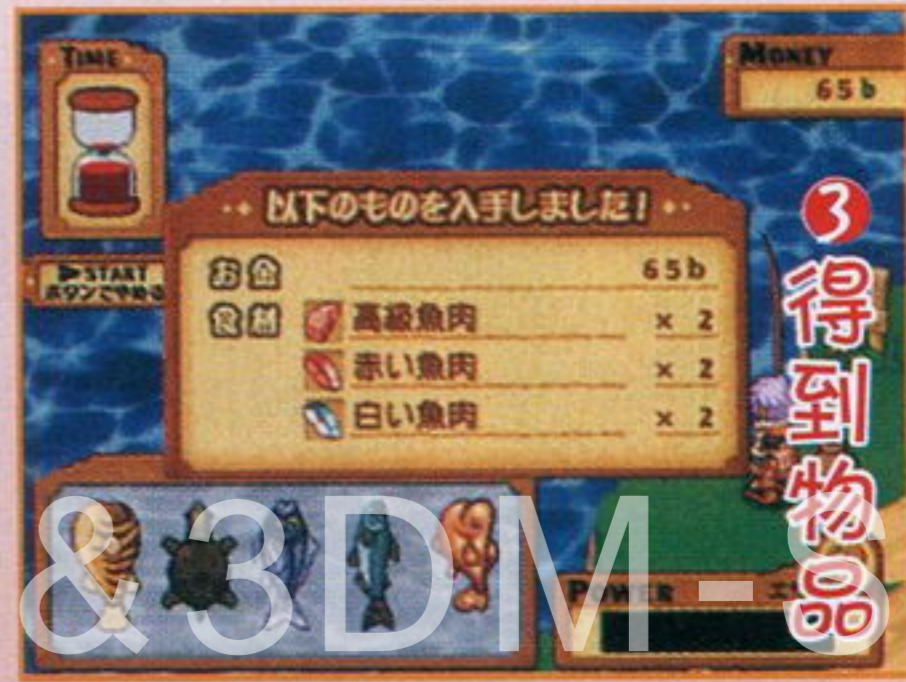 TIME
MONEY
65b
以下のものを入手しました!
▶START
ボタンでやめる
お金 65b
食材 高級魚肉 × 2
赤い魚肉 × 2
白い魚肉 × 2
POWER
③得到物品
&3DM-S